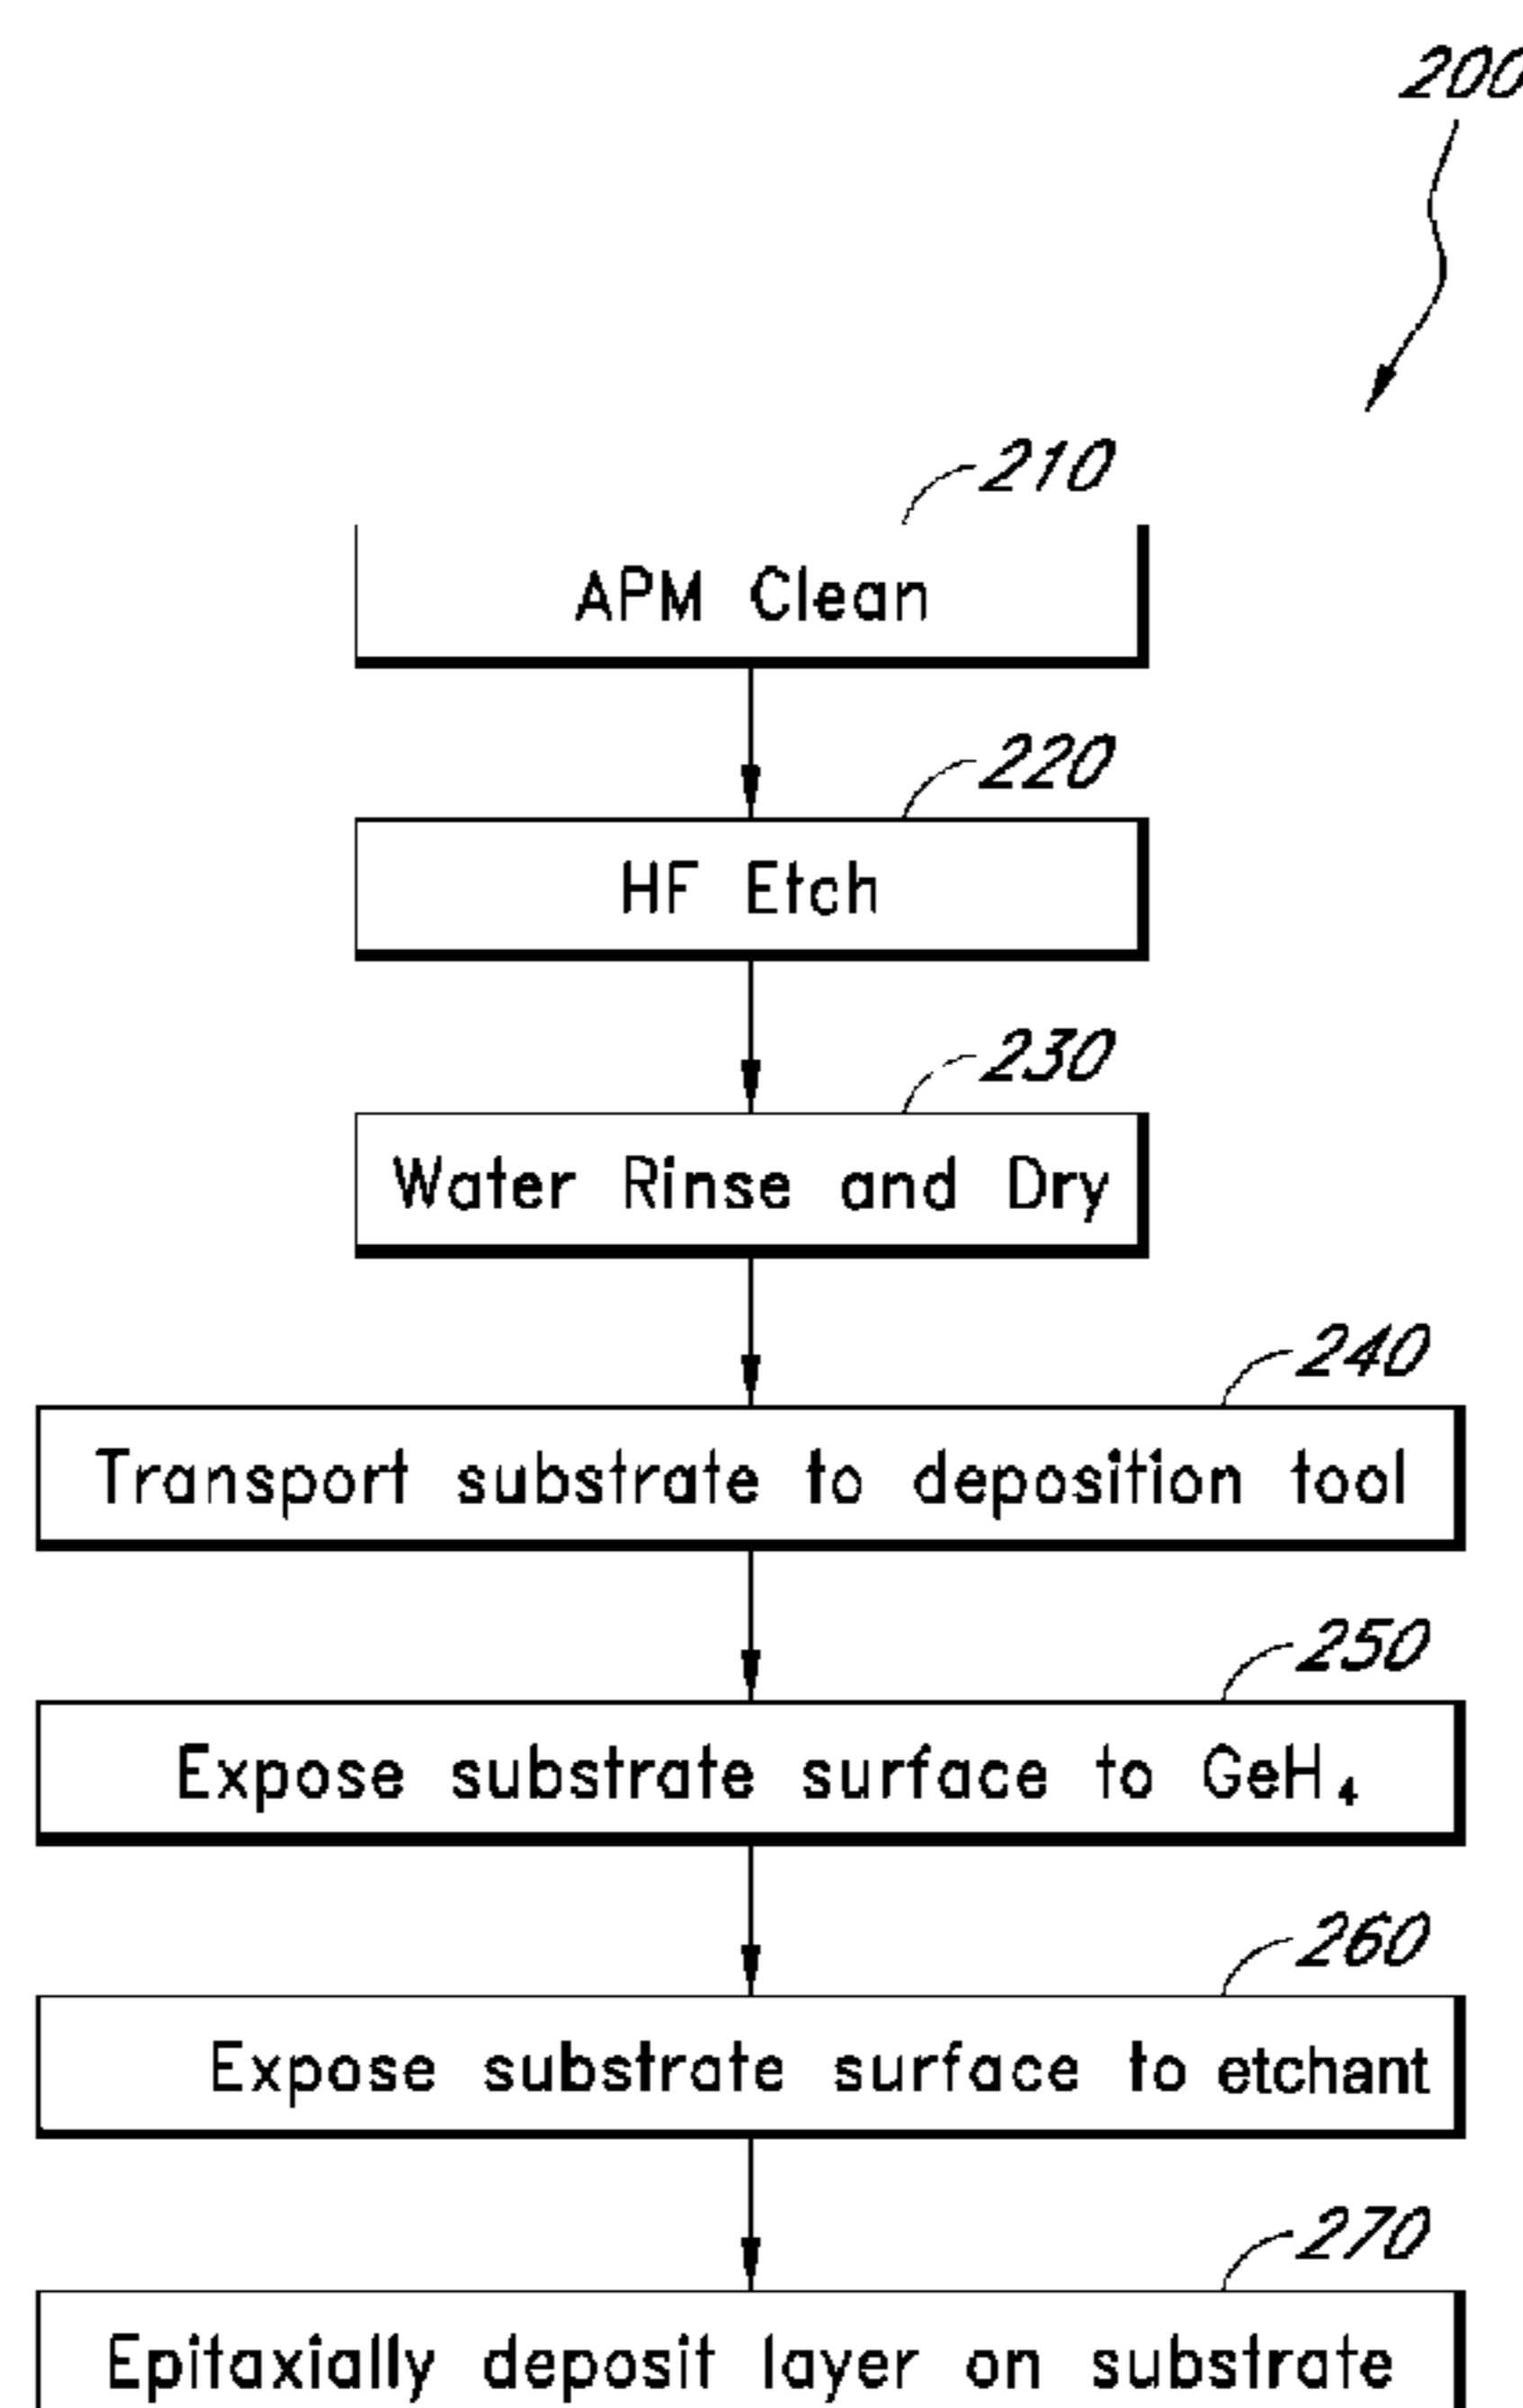 200
210
APM Clean
220
HF Etch
230
Water Rinse and Dry
240
Transport substrate to deposition tool
250
Expose substrate surface to GeH₄
260
Expose substrate surface to etchant
270
Epitaxially deposit layer on substrate